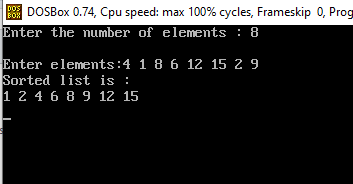 DOSBox 0.74, Cpu speed: max 100% cycles, Frameskip 0, Prog
Enter the number of elements : 8
Enter elements:4 1 8 6 12 15 2 9
Sorted list is :
1 2 4 6 8 9 12 15